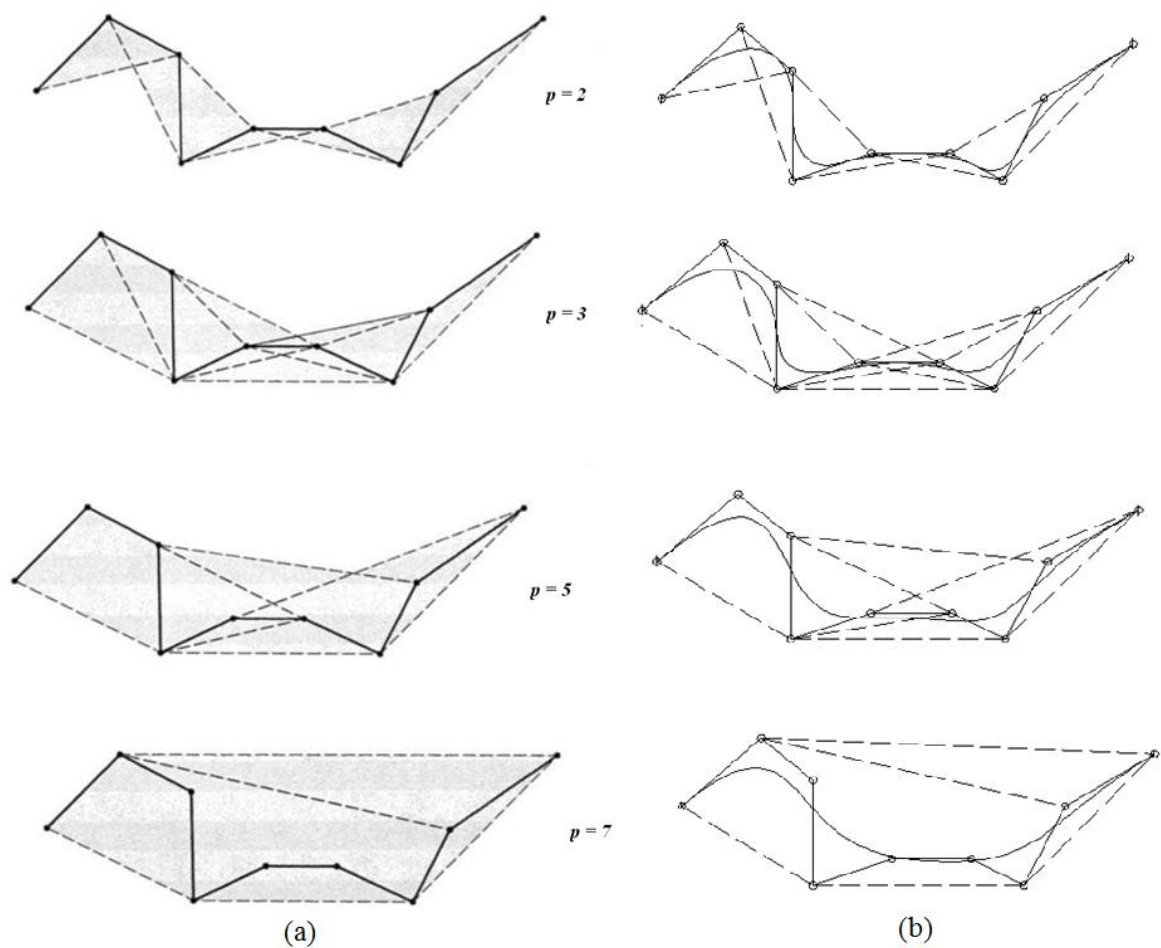 p = 2
p = 3
p = 5
p = 7
(a)
(b)